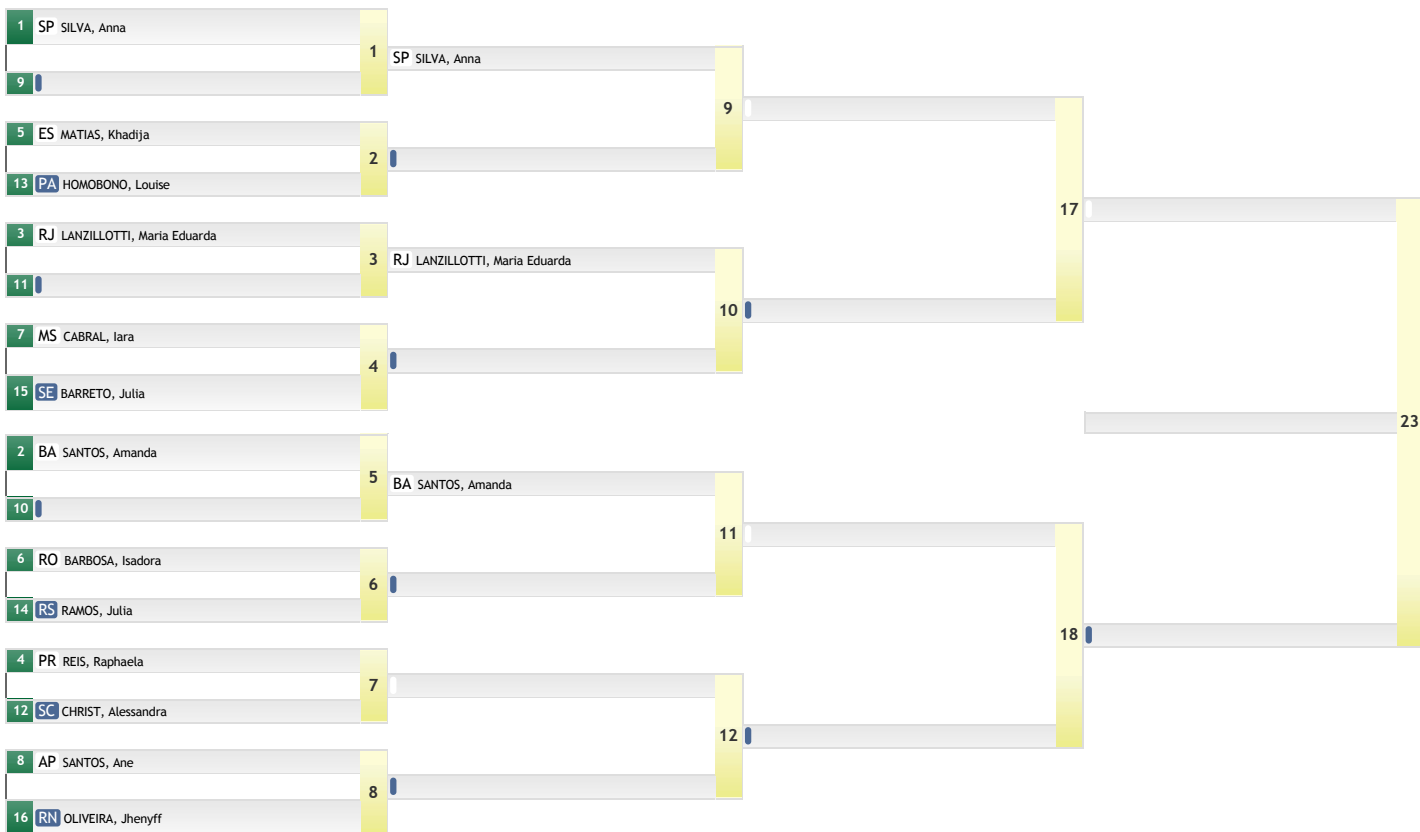 1 SP SILVA, Anna
1
9
SP SILVA, Anna
9
5 ES MATIAS, Khadija
2
13 PA HOMOBONO, Louise
17
3 RJ LANZILLOTTI, Maria Eduarda
3
11
RJ LANZILLOTTI, Maria Eduarda
10
7 MS CABRAL, Iara
4
15 SE BARRETO, Julia
23
2 BA SANTOS, Amanda
5
10
BA SANTOS, Amanda
11
6 RO BARBOSA, Isadora
6
14 RS RAMOS, Julia
18
4 PR REIS, Raphaela
7
12 SC CHRIST, Alessandra
12
8 AP SANTOS, Ane
8
16 RN OLIVEIRA, Jhenyff